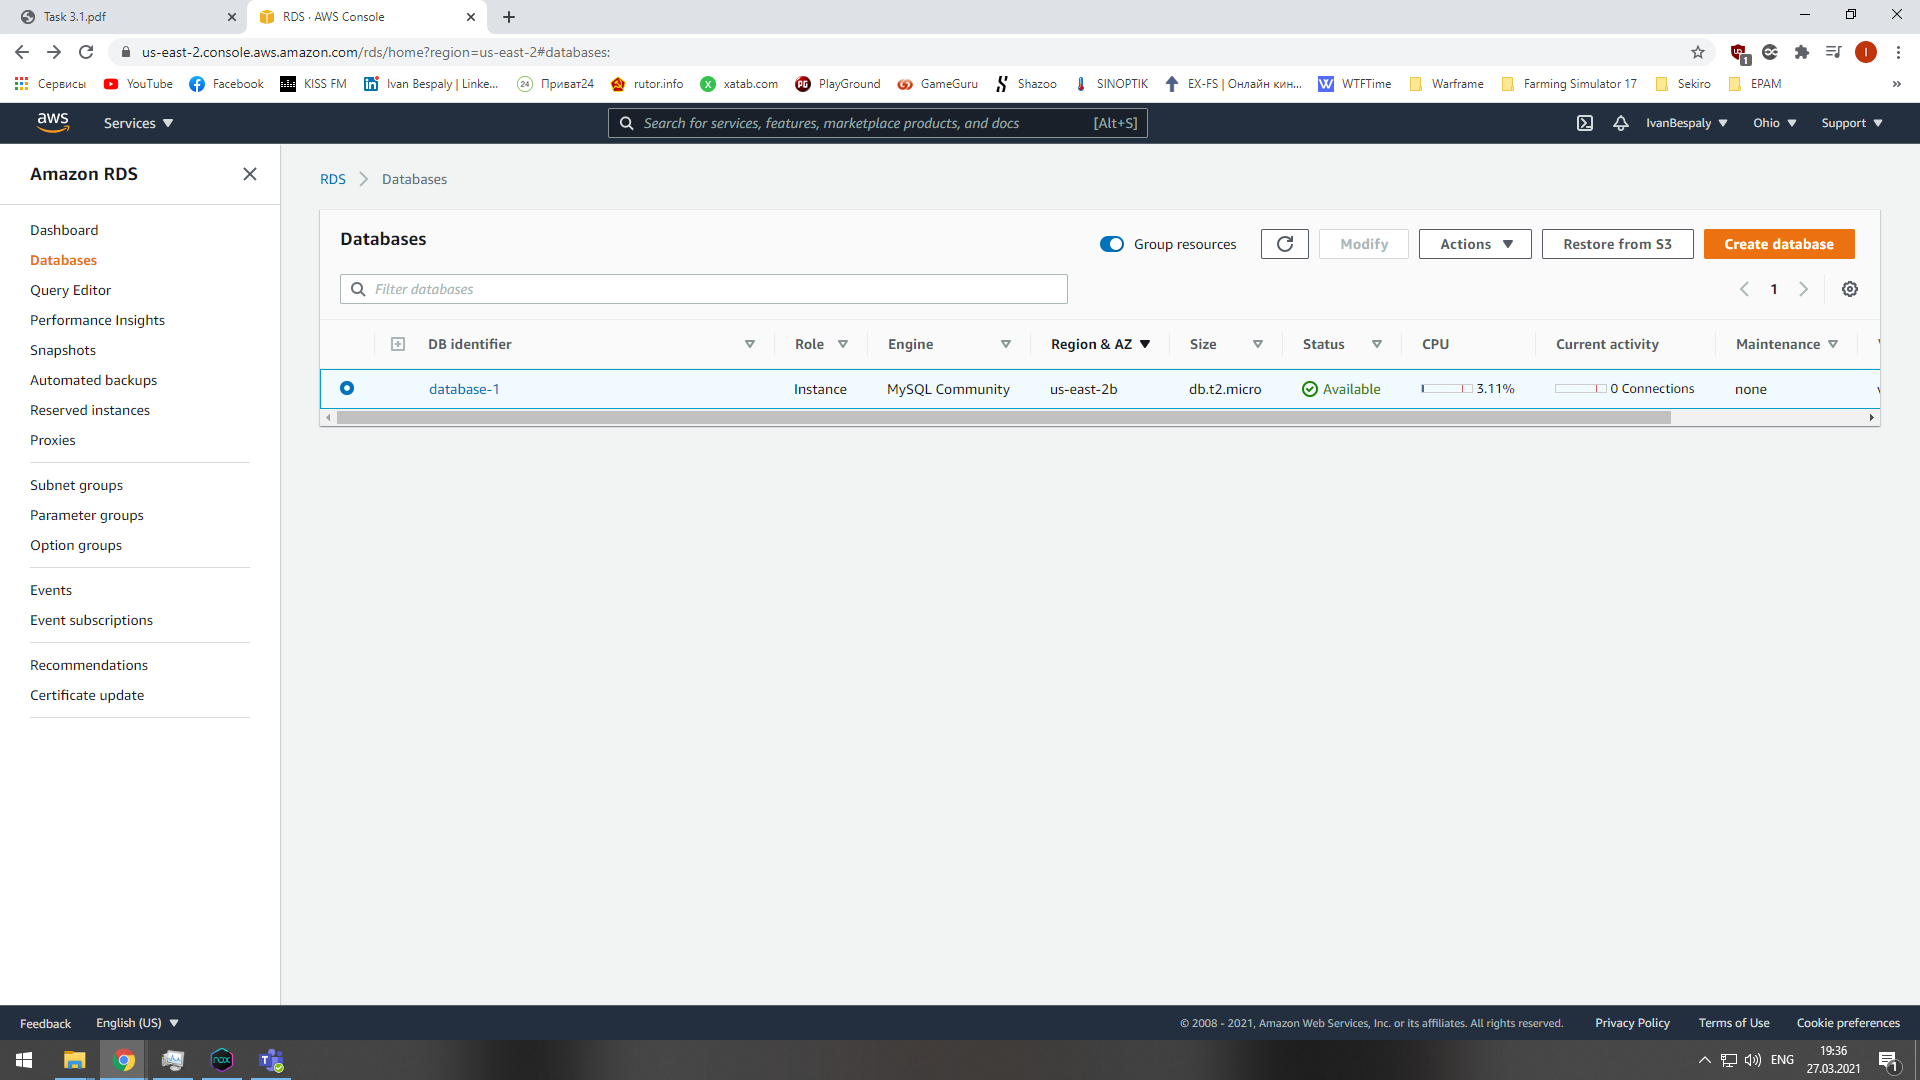 Task 3.1.pdf
RDS · AWS Console
us-east-2.console.aws.amazon.com/rds/home?region=us-east-2#databases:
1
I
Сервисы
YouTube
Facebook
KISS FM
Ivan Bespaly | Linke...
24
Приват24
rutor.info
xatab.com
PlayGround
GameGuru
Shazoo
SINOPTIK
EX-FS | Онлайн кин...
WTFTime
Warframe
Farming Simulator 17
Sekiro
EPAM
aws
Services
Search for services, features, marketplace products, and docs
[Alt+S]
IvanBespaly
Ohio
Support
Amazon RDS
Dashboard
Databases
Query Editor
Performance Insights
Snapshots
Automated backups
Reserved instances
Proxies
Subnet groups
Parameter groups
Option groups
Events
Event subscriptions
Recommendations
Certificate update
RDS
Databases
Databases
Group resources
Modify
Actions
Restore from S3
Create database
Filter databases
1
DB identifier
Role
Engine
Region & AZ
Size
Status
CPU
Current activity
Maintenance
database-1
Instance
MySQL Community
us-east-2b
db.t2.micro
Available
3.11%
0 Connections
none
Feedback
English (US)
© 2008 - 2021, Amazon Web Services, Inc. or its affiliates. All rights reserved.
Privacy Policy
Terms of Use
Cookie preferences
nox
T
ENG
19:36
27.03.2021
1